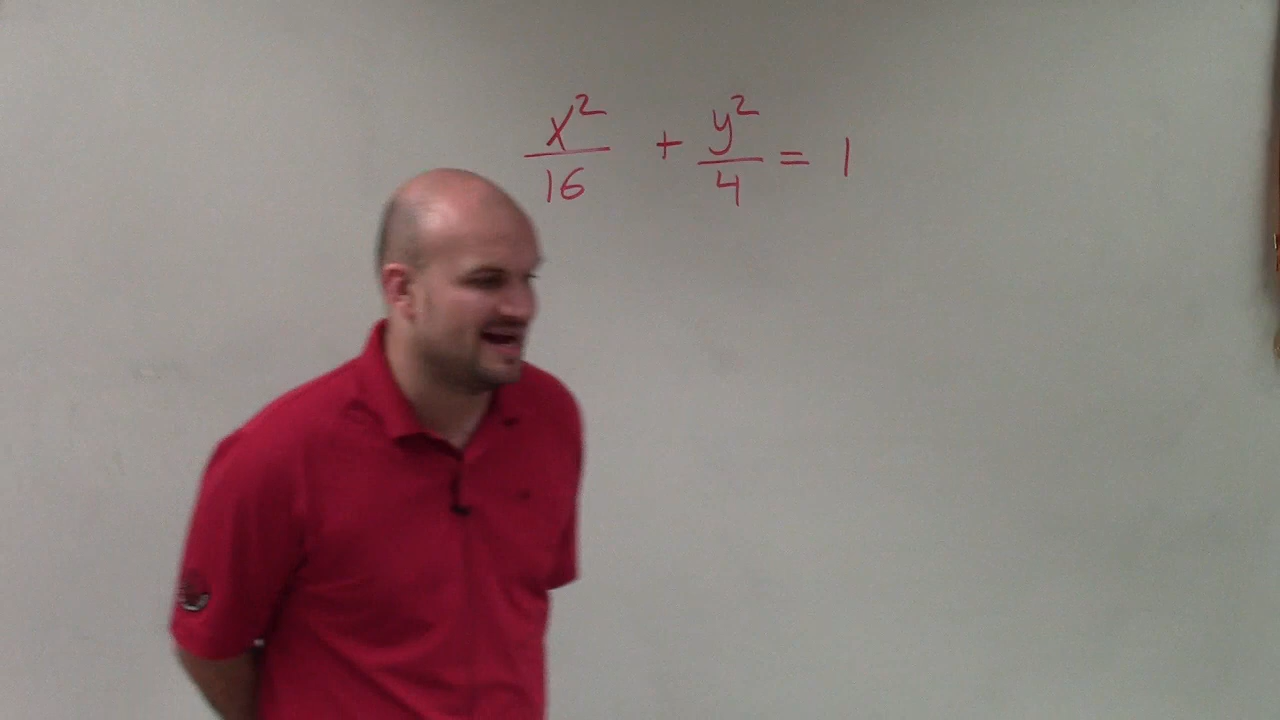 x²/16 + y²/4 = 1